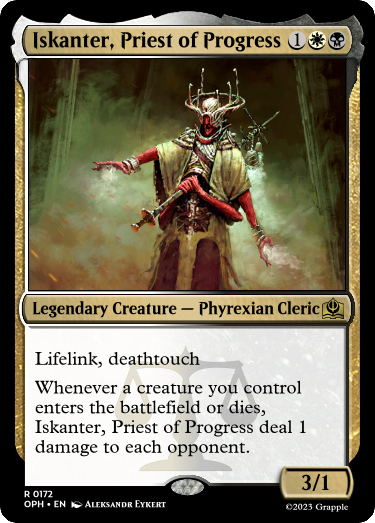 Iskanter, Priest of Progress 1
Legendary Creature — Phyrexian Cleric
Lifelink, deathtouch
Whenever a creature you control
enters the battlefield or dies,
Iskanter, Priest of Progress deal 1
damage to each opponent.
3/1
R 0172
OPH • EN Aleksandr Eykert
©2023 Grapple